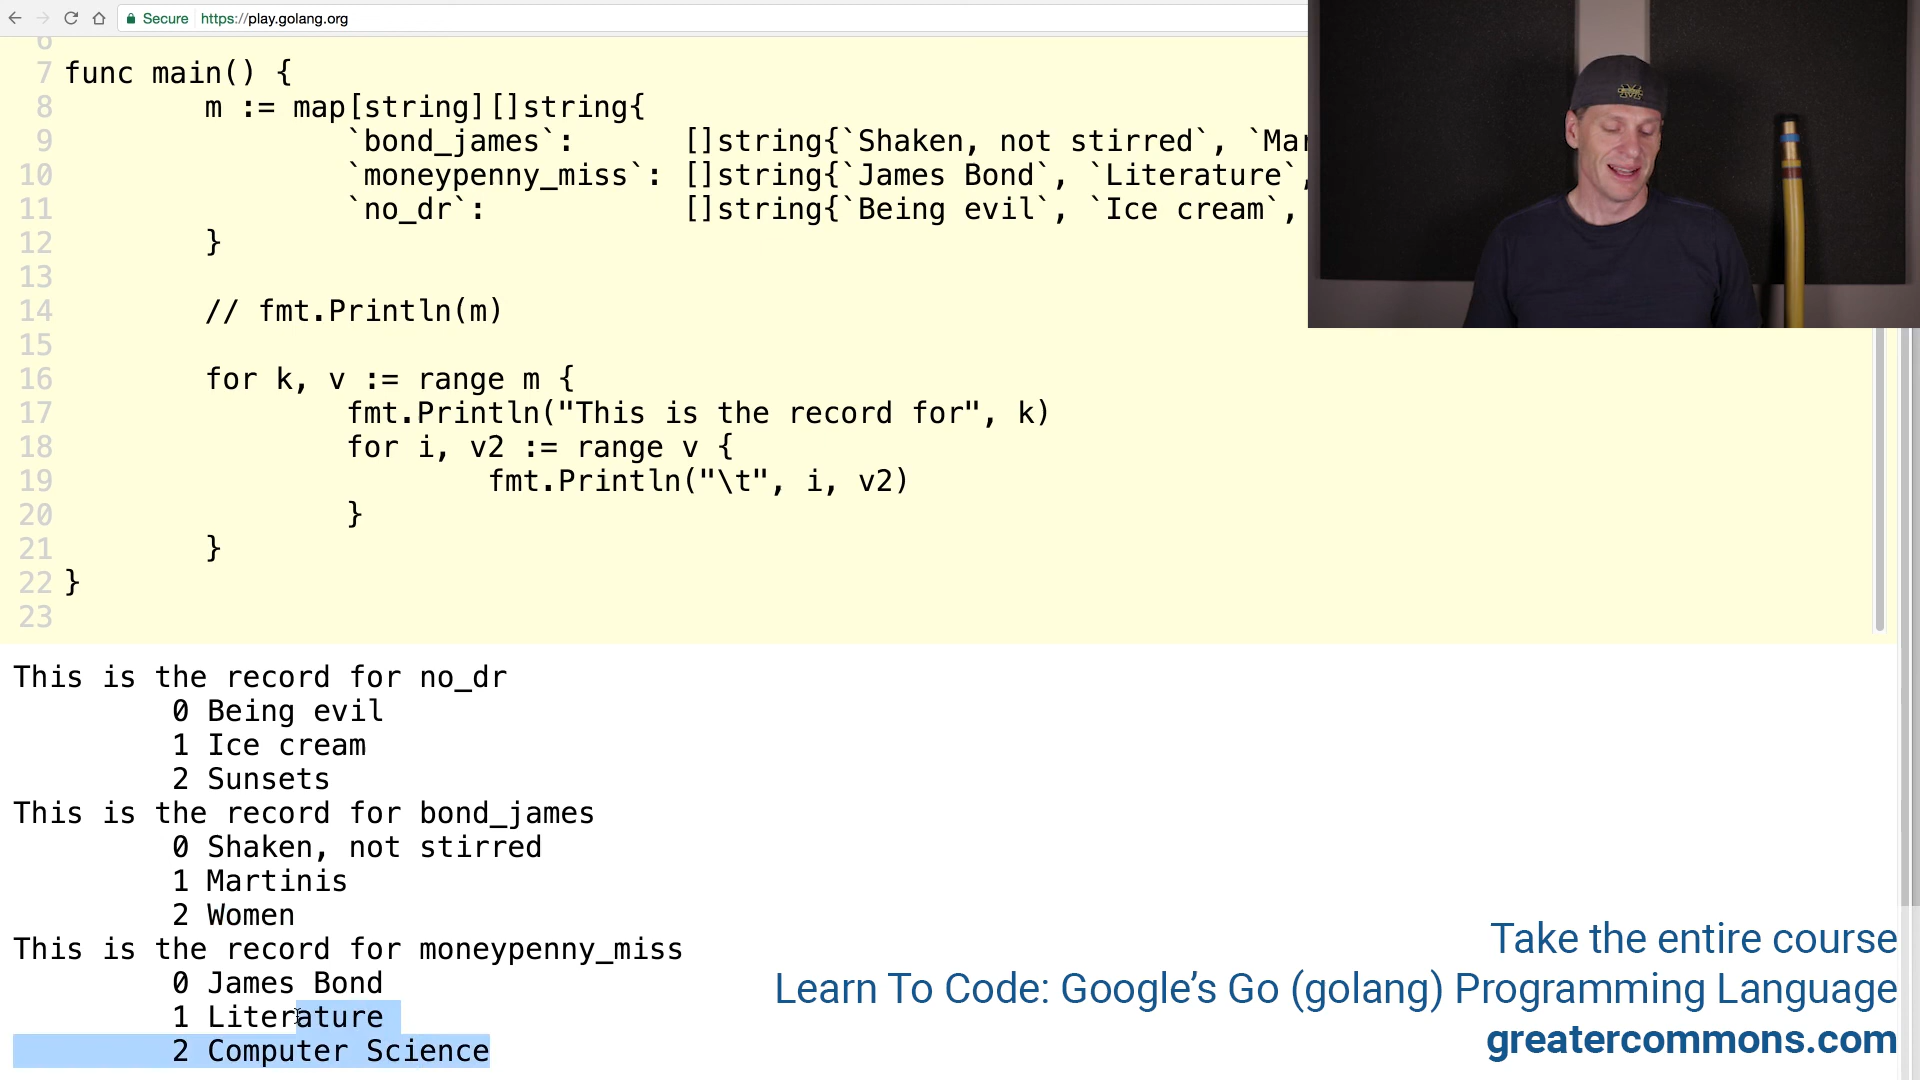 Secure https://play.golang.org
6
7 func main() {
8 m := map[string][]string{
9 `bond_james`: []string{`Shaken, not stirred`, `Mar
10 `moneypenny_miss`: []string{`James Bond`, `Literature`,
11 `no_dr`: []string{`Being evil`, `Ice cream`,
12 }
13
14 // fmt.Println(m)
15
16 for k, v := range m {
17 fmt.Println("This is the record for", k)
18 for i, v2 := range v {
19 fmt.Println("\t", i, v2)
20 }
21 }
22 }
23
This is the record for no_dr
0 Being evil
1 Ice cream
2 Sunsets
This is the record for bond_james
0 Shaken, not stirred
1 Martinis
2 Women
This is the record for moneypenny_miss
0 James Bond
1 Literature
2 Computer Science
Take the entire course
Learn To Code: Google’s Go (golang) Programming Language
greatercommons.com